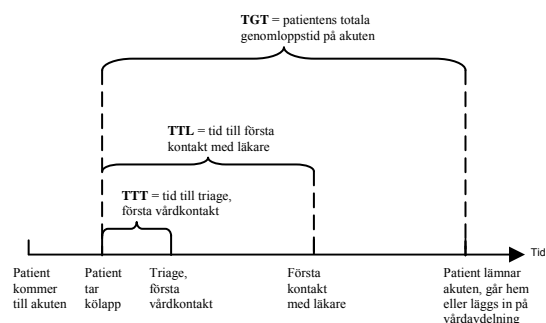 TGT = patientens totala
genomloppstid på akuten
TTL = tid till första
kontakt med läkare
TTT = tid till triage,
första vårdkontakt
Tid
Patient
kommer
till akuten
Patient
tar
kölapp
Triage,
första
vårdkontakt
Första
kontakt
med läkare
Patient lämnar
akuten, går hem
eller läggs in på
vårdavdelning